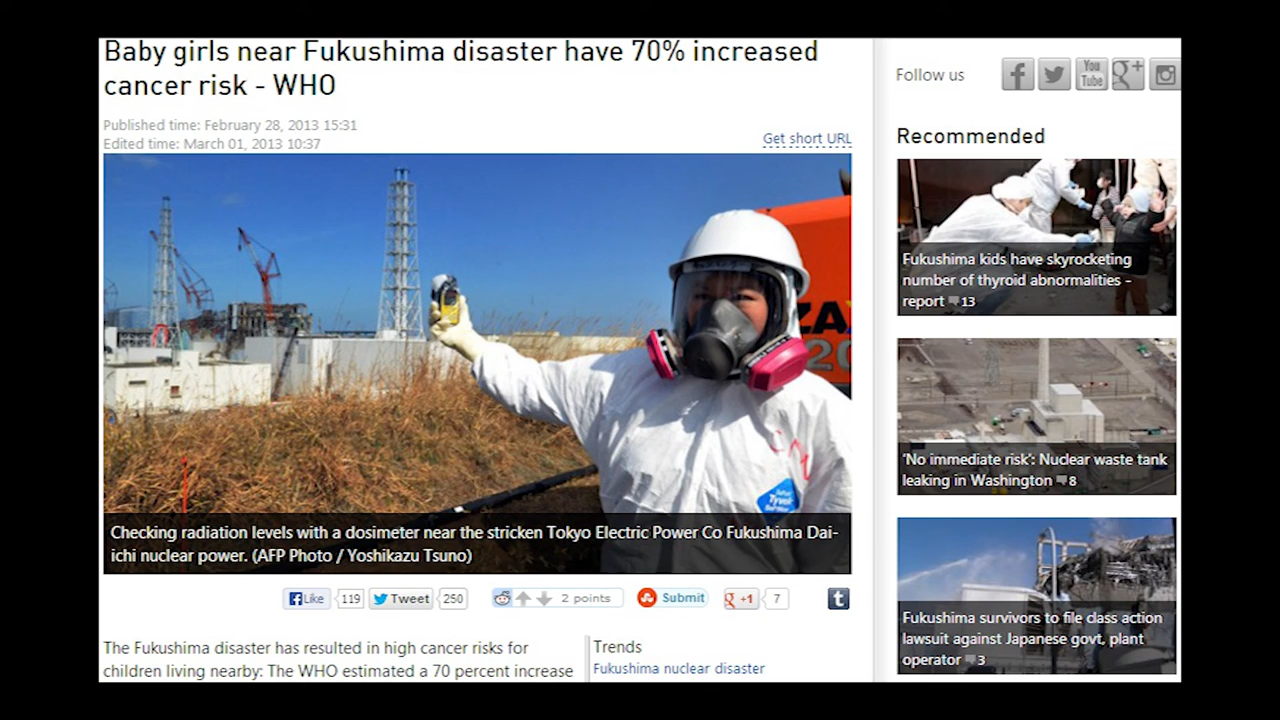 Baby girls near Fukushima disaster have 70% increased
cancer risk - WHO
Published time: February 28, 2013 15:31
Edited time: March 01, 2013 10:37
Get short URL
Checking radiation levels with a dosimeter near the stricken Tokyo Electric Power Co Fukushima Dai-
ichi nuclear power. (AFP Photo / Yoshikazu Tsuno)
Like 119 Tweet 250 2 points Submit +1 7
The Fukushima disaster has resulted in high cancer risks for
children living nearby: The WHO estimated a 70 percent increase
Trends
Fukushima nuclear disaster
Follow us
You
Tube
g+
Recommended
Fukushima kids have skyrocketing
number of thyroid abnormalities -
report 13
'No immediate risk': Nuclear waste tank
leaking in Washington 8
Fukushima survivors to file class action
lawsuit against Japanese govt, plant
operator 3